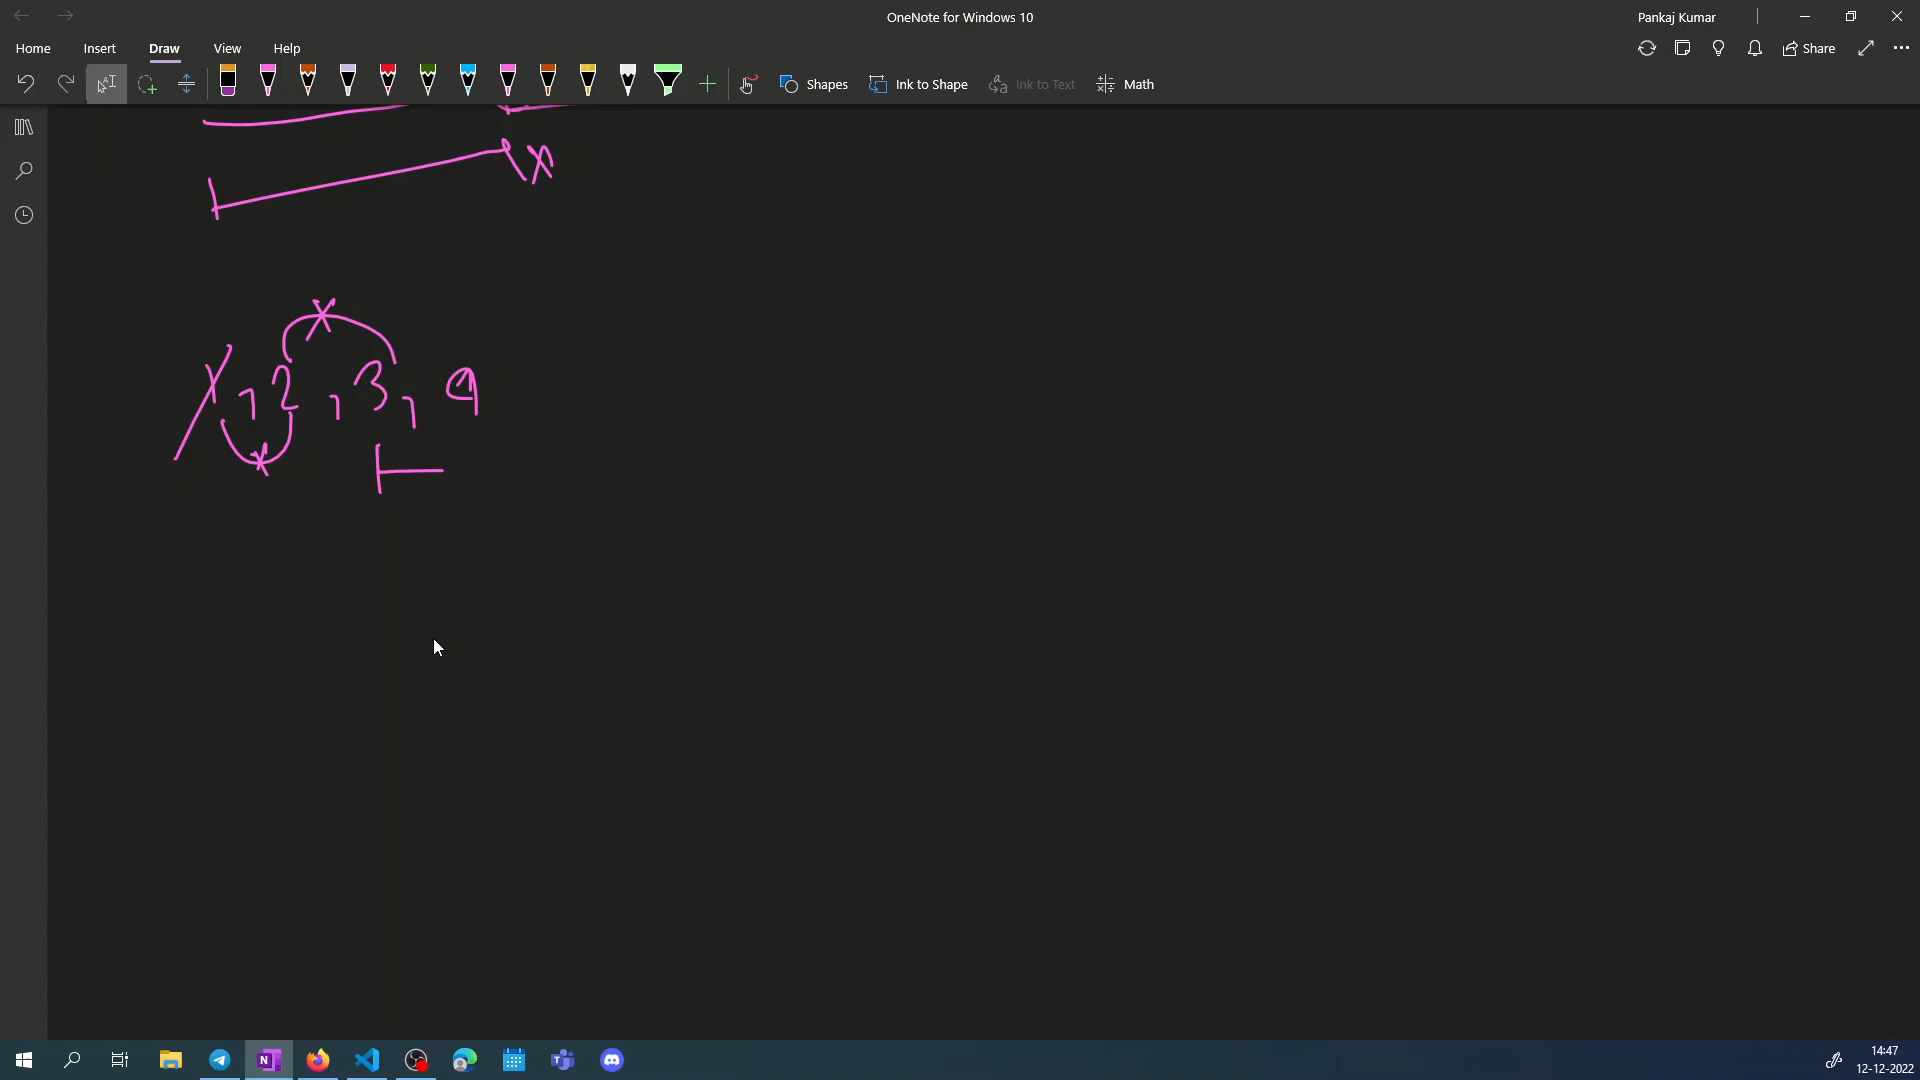 OneNote for Windows 10
Pankaj Kumar
Home Insert Draw View Help
Share
Shapes Ink to Shape Ink to Text Math
X
1, 2, 3, 9
14:47
12-12-2022